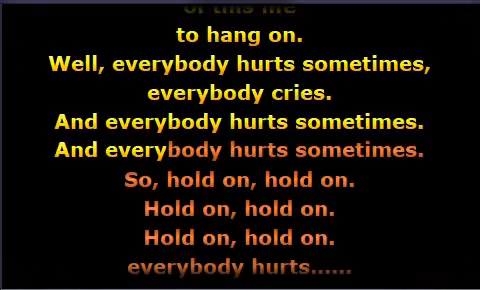 of this life
to hang on.
Well, everybody hurts sometimes,
everybody cries.
And everybody hurts sometimes.
And everybody hurts sometimes.
So, hold on, hold on.
Hold on, hold on.
Hold on, hold on.
everybody hurts......